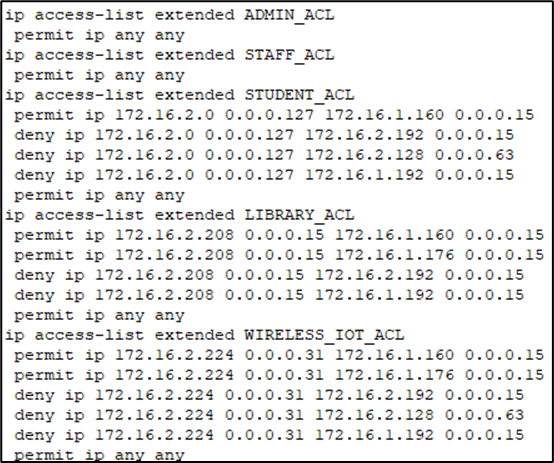 ip access-list extended ADMIN_ACL
 permit ip any any
ip access-list extended STAFF_ACL
 permit ip any any
ip access-list extended STUDENT_ACL
 permit ip 172.16.2.0 0.0.0.127 172.16.1.160 0.0.0.15
 deny ip 172.16.2.0 0.0.0.127 172.16.2.192 0.0.0.15
 deny ip 172.16.2.0 0.0.0.127 172.16.2.128 0.0.0.63
 deny ip 172.16.2.0 0.0.0.127 172.16.1.192 0.0.0.15
 permit ip any any
ip access-list extended LIBRARY_ACL
 permit ip 172.16.2.208 0.0.0.15 172.16.1.160 0.0.0.15
 permit ip 172.16.2.208 0.0.0.15 172.16.1.176 0.0.0.15
 deny ip 172.16.2.208 0.0.0.15 172.16.2.192 0.0.0.15
 deny ip 172.16.2.208 0.0.0.15 172.16.1.192 0.0.0.15
 permit ip any any
ip access-list extended WIRELESS_IOT_ACL
 permit ip 172.16.2.224 0.0.0.31 172.16.1.160 0.0.0.15
 permit ip 172.16.2.224 0.0.0.31 172.16.1.176 0.0.0.15
 deny ip 172.16.2.224 0.0.0.31 172.16.2.192 0.0.0.15
 deny ip 172.16.2.224 0.0.0.31 172.16.2.128 0.0.0.63
 deny ip 172.16.2.224 0.0.0.31 172.16.1.192 0.0.0.15
 permit ip any any